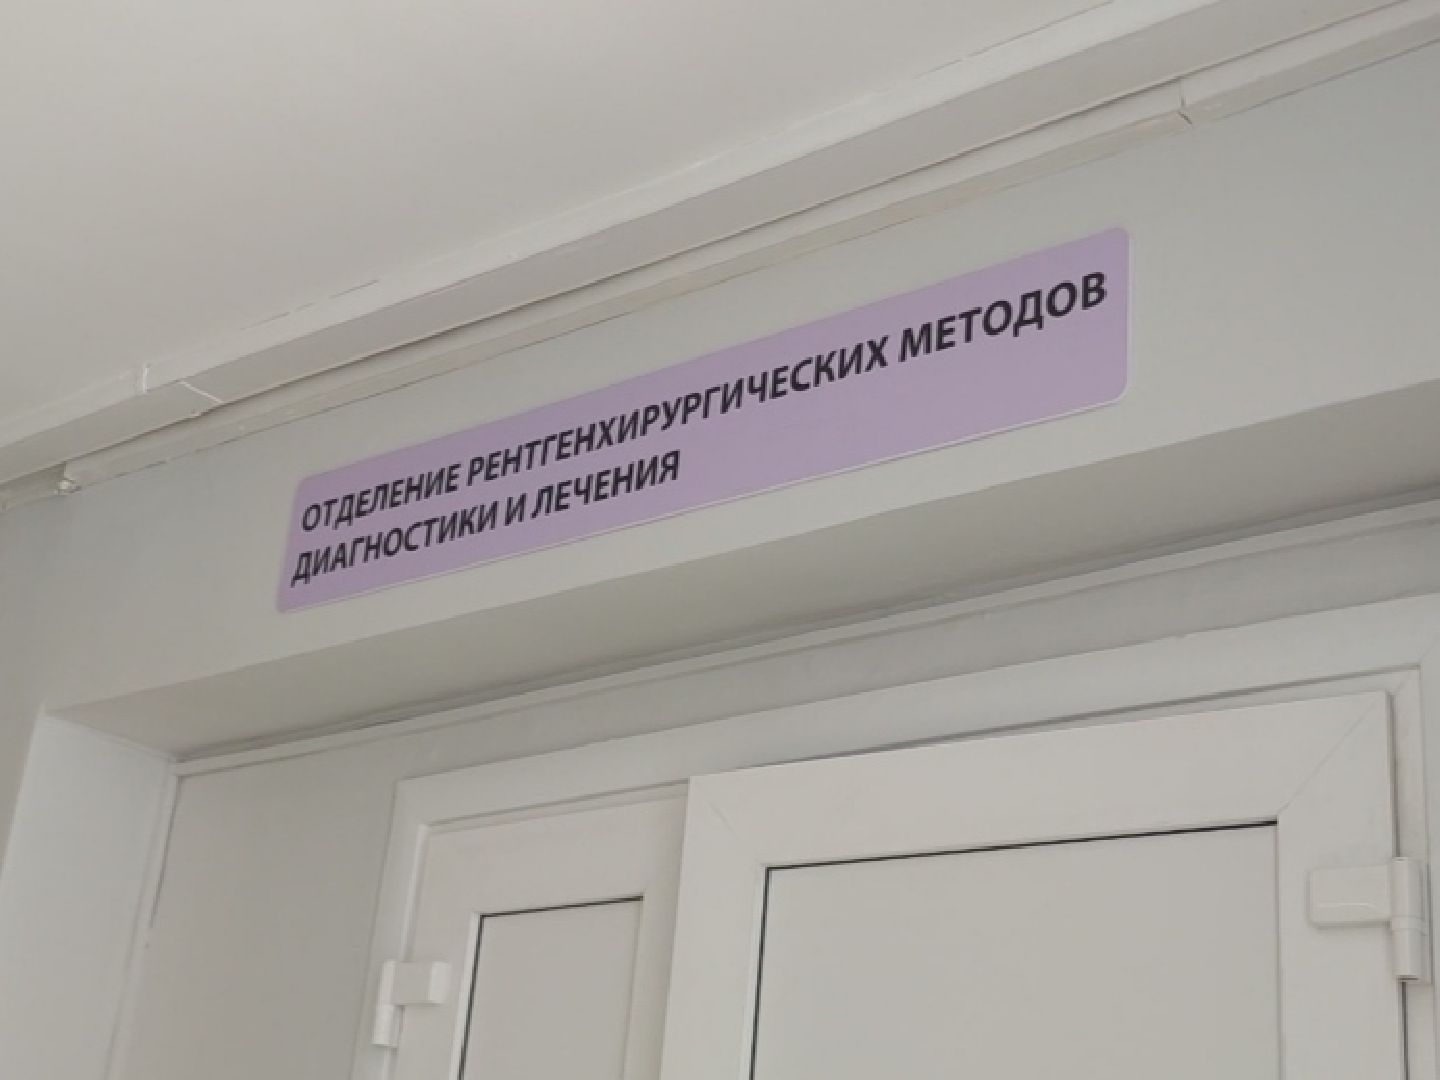 ОТДЕЛЕНИЕ РЕНТГЕНХИРУРГИЧЕСКИХ МЕТОДОВ
ДИАГНОСТИКИ И ЛЕЧЕНИЯ